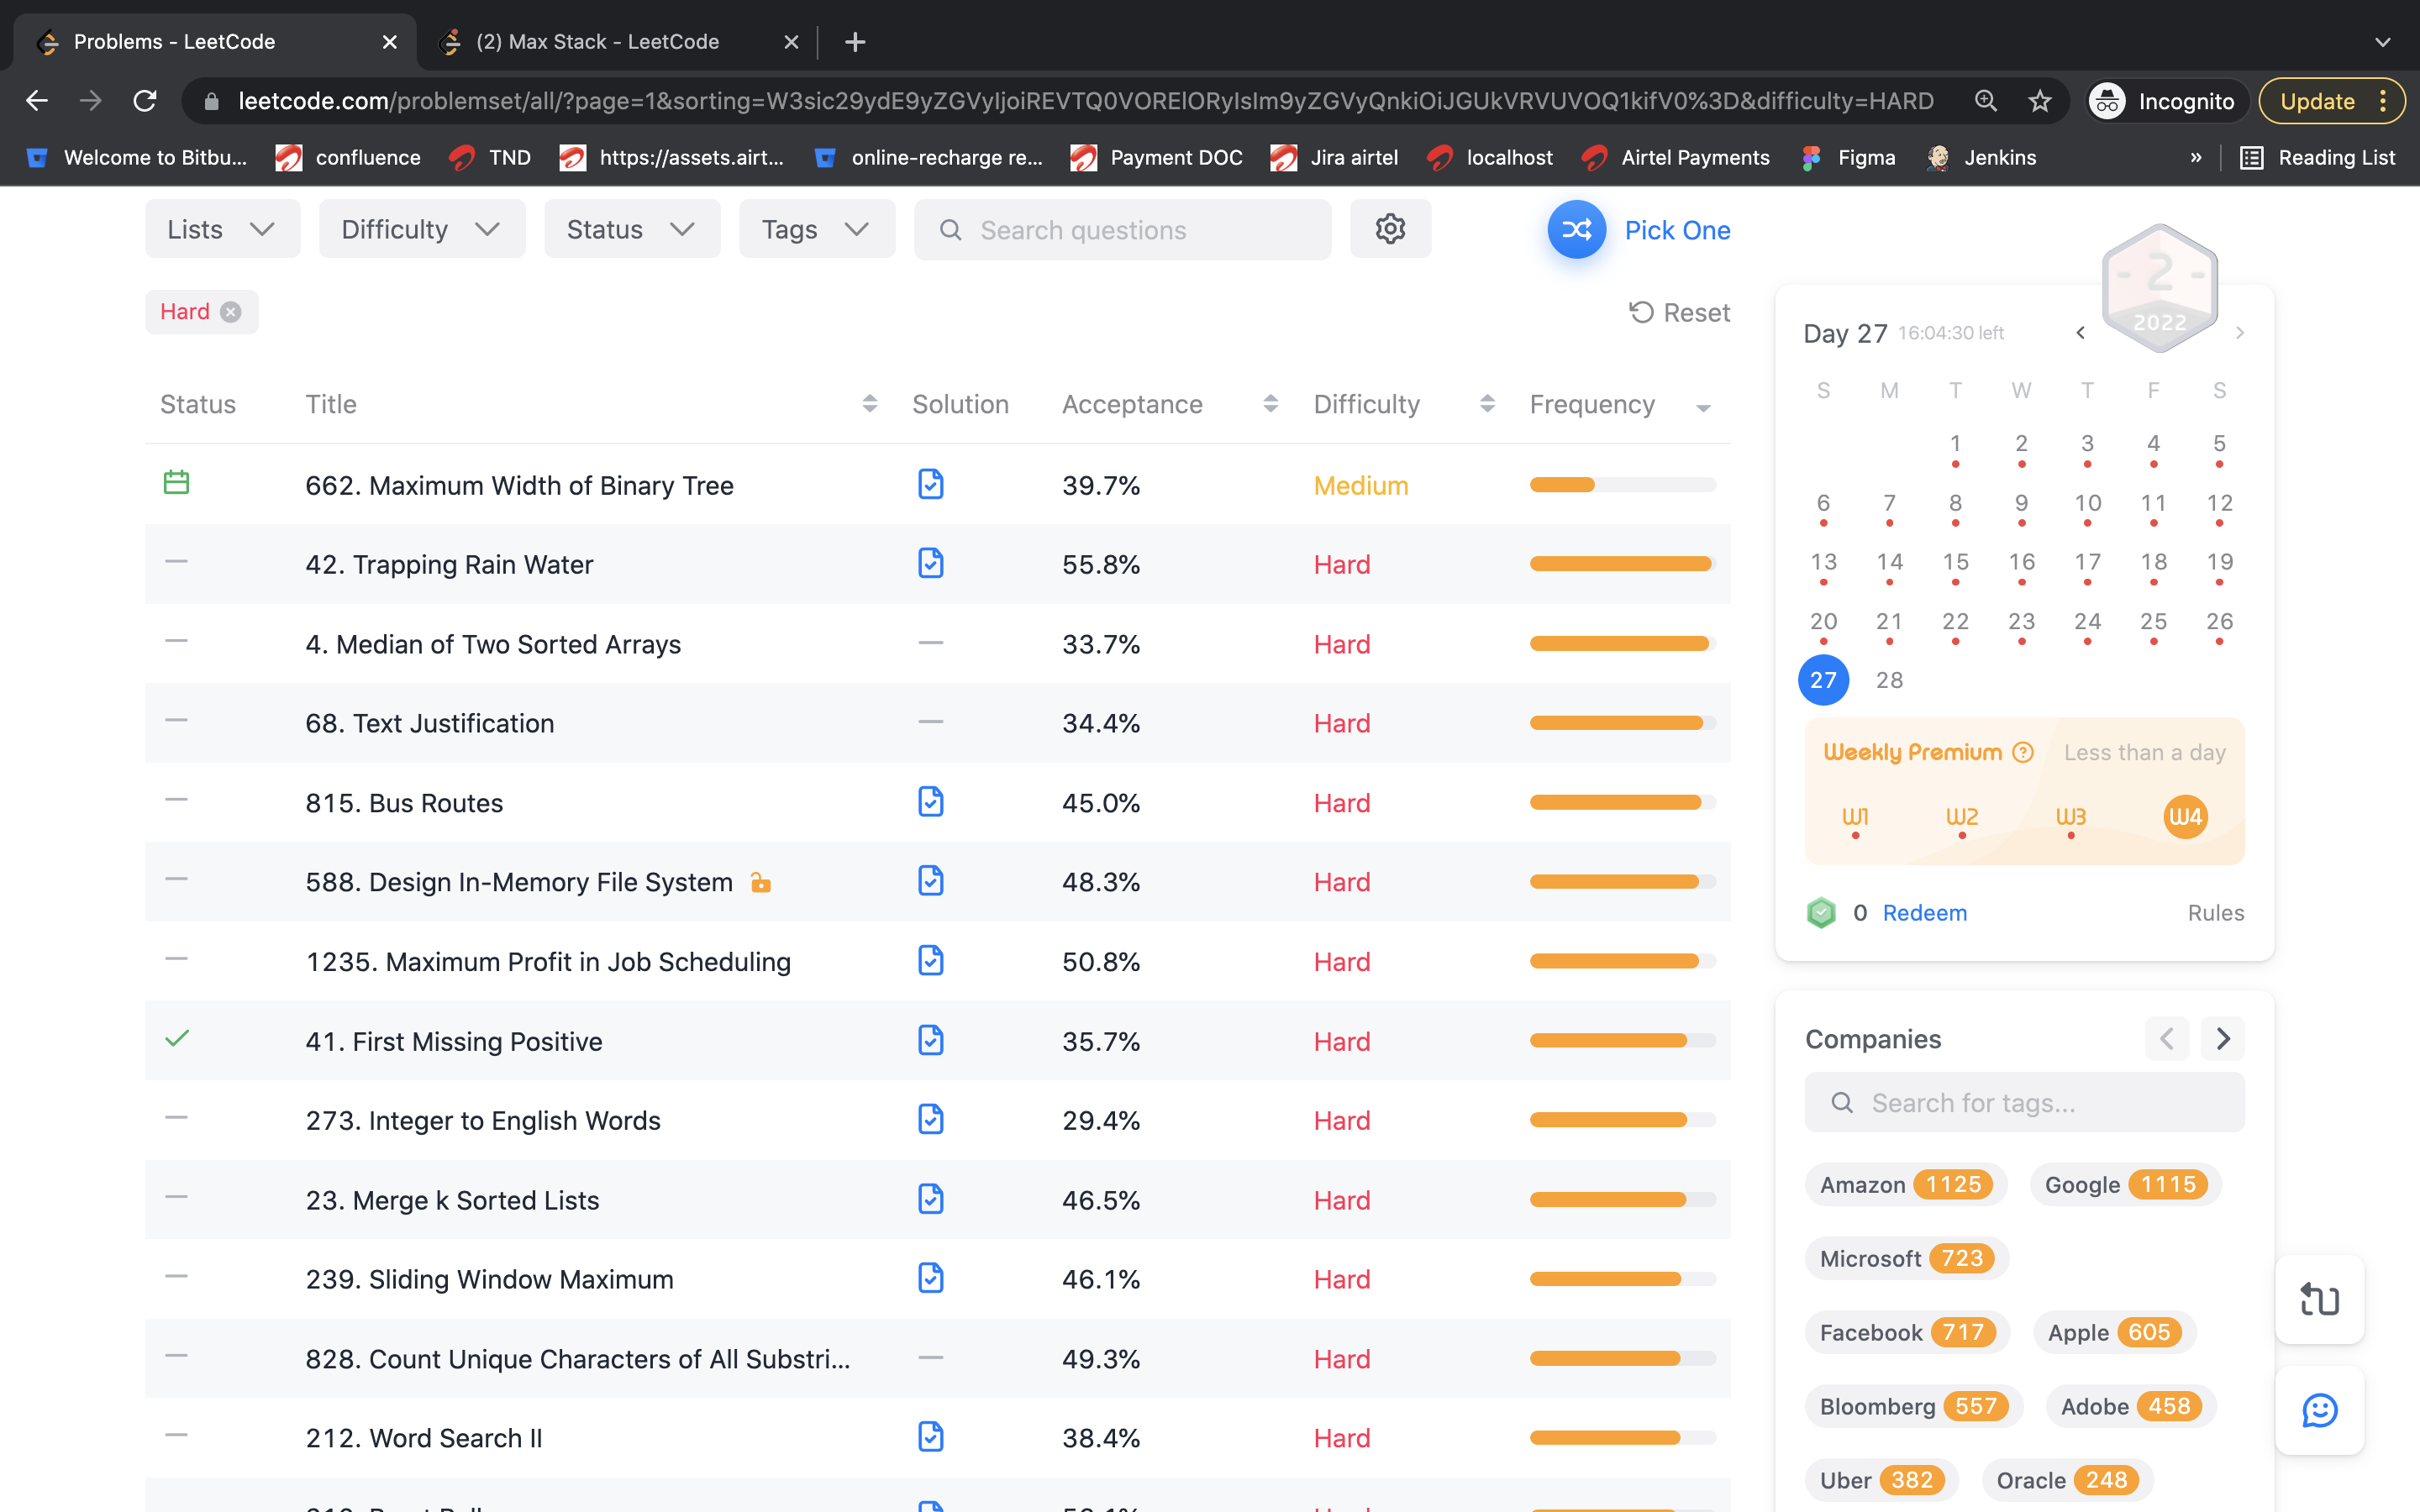 Problems - LeetCode
(2) Max Stack - LeetCode
leetcode.com/problemset/all/?page=1&sorting=W3sic29ydE9yZGVyIjoiREVTQ0VORElORyIsIm9yZGVyQnkiOiJGUkVRVUVOQ1kifV0%3D&difficulty=HARD
Incognito
Update
Welcome to Bitbu...
confluence
TND
https://assets.airt...
online-recharge re...
Payment DOC
Jira airtel
localhost
Airtel Payments
Figma
Jenkins
»
Reading List
Lists
Difficulty
Status
Tags
Search questions
Pick One
Hard
Reset
Status Title Solution Acceptance Difficulty Frequency
662. Maximum Width of Binary Tree 39.7% Medium
42. Trapping Rain Water 55.8% Hard
4. Median of Two Sorted Arrays 33.7% Hard
68. Text Justification 34.4% Hard
815. Bus Routes 45.0% Hard
588. Design In-Memory File System 48.3% Hard
1235. Maximum Profit in Job Scheduling 50.8% Hard
41. First Missing Positive 35.7% Hard
273. Integer to English Words 29.4% Hard
23. Merge k Sorted Lists 46.5% Hard
239. Sliding Window Maximum 46.1% Hard
828. Count Unique Characters of All Substri... 49.3% Hard
212. Word Search II 38.4% Hard
Day 27 16:04:30 left
- 2 -
2022
S M T W T F S
1 2 3 4 5
6 7 8 9 10 11 12
13 14 15 16 17 18 19
20 21 22 23 24 25 26
27 28
Weekly Premium Less than a day
W1 W2 W3 W4
0 Redeem Rules
Companies
Search for tags...
Amazon 1125 Google 1115
Microsoft 723
Facebook 717 Apple 605
Bloomberg 557 Adobe 458
Uber 382 Oracle 248